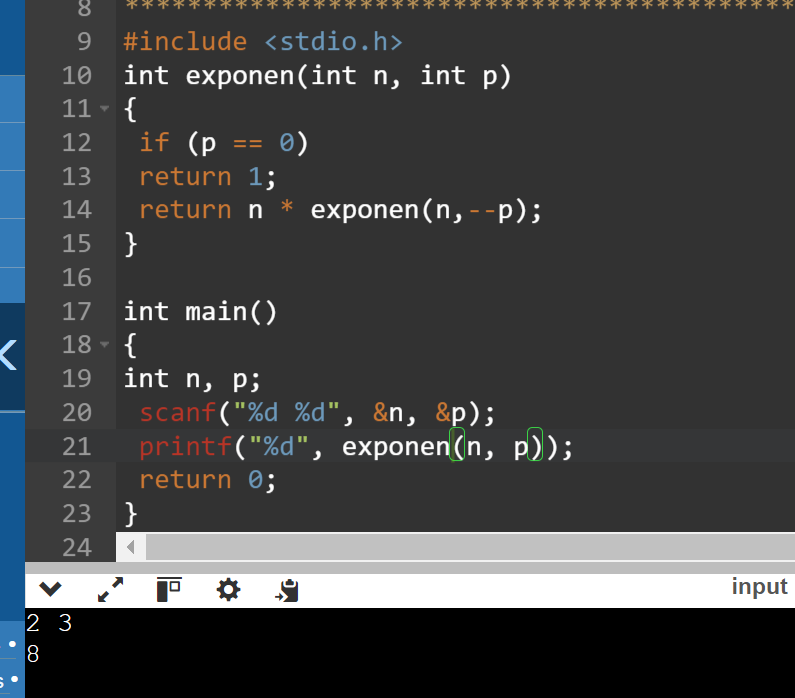 8 *******************************************
9 #include <stdio.h>
10 int exponen(int n, int p)
11 {
12 if (p == 0)
13 return 1;
14 return n * exponen(n,--p);
15 }
16
17 int main()
18 {
19 int n, p;
20 scanf("%d %d", &n, &p);
21 printf("%d", exponen(n, p));
22 return 0;
23 }
24
input
2 3
8
s